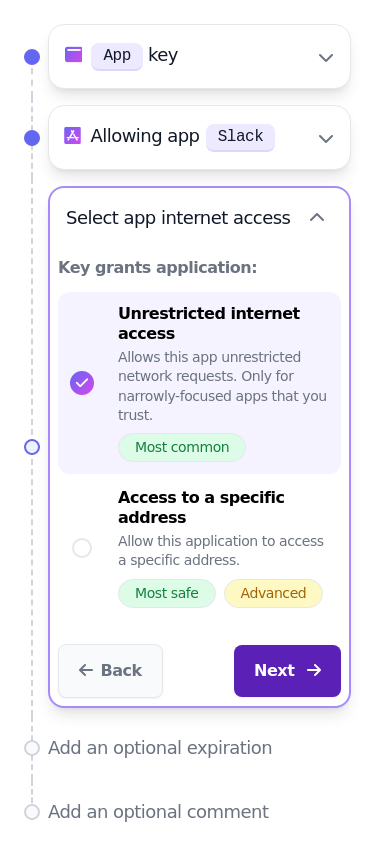 App key
Allowing app Slack
Select app internet access
Key grants application:
Unrestricted internet
access
Allows this app unrestricted
network requests. Only for
narrowly-focused apps that you
trust.
Most common
Access to a specific
address
Allow this application to access
a specific address.
Most safe Advanced
Back Next
Add an optional expiration
Add an optional comment